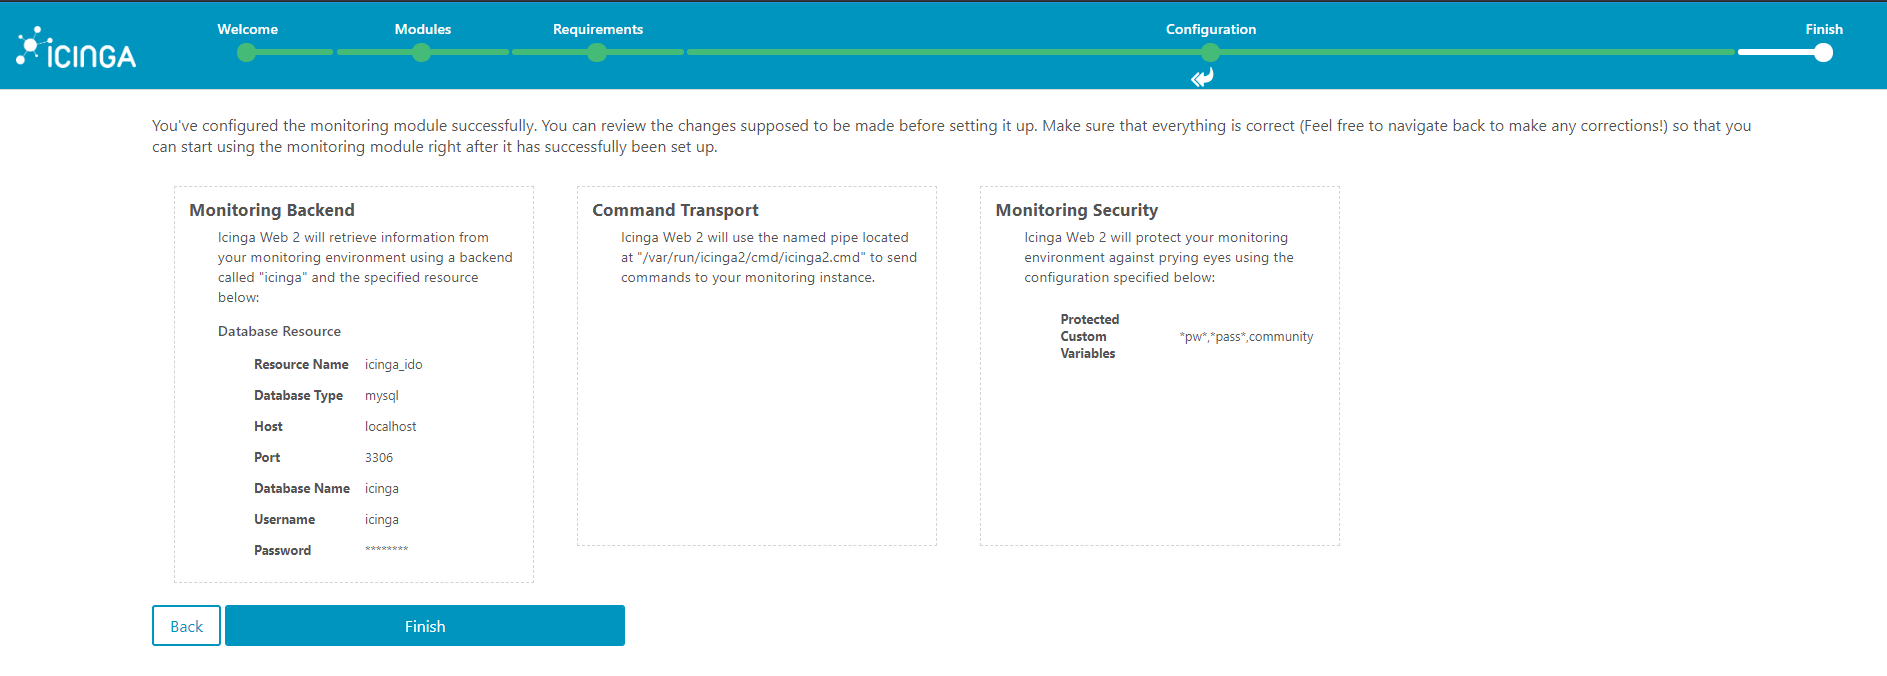 ICINGA
Welcome
Modules
Requirements
Configuration
Finish
You've configured the monitoring module successfully. You can review the changes supposed to be made before setting it up. Make sure that everything is correct (Feel free to navigate back to make any corrections!) so that you
can start using the monitoring module right after it has successfully been set up.
Monitoring Backend
Icinga Web 2 will retrieve information from
your monitoring environment using a backend
called "icinga" and the specified resource
below:
Database Resource
Resource Name icinga_ido
Database Type mysql
Host localhost
Port 3306
Database Name icinga
Username icinga
Password ********
Command Transport
Icinga Web 2 will use the named pipe located
at "/var/run/icinga2/cmd/icinga2.cmd" to send
commands to your monitoring instance.
Monitoring Security
Icinga Web 2 will protect your monitoring
environment against prying eyes using the
configuration specified below:
Protected
Custom *pw*,*pass*,community
Variables
Back
Finish